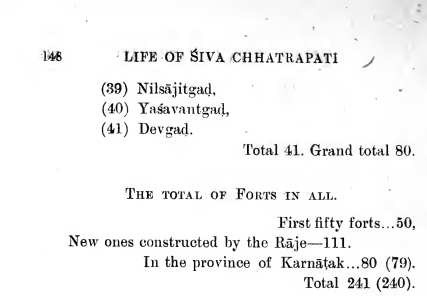 146 LIFE OF ŚIVA CHHATRAPATI
(39) Nilsājitgaḍ,
(40) Yaśavantgaḍ,
(41) Devgaḍ.
Total 41. Grand total 80.
THE TOTAL OF FORTS IN ALL.
First fifty forts...50,
New ones constructed by the Rāje—111.
In the province of Karnāṭak...80 (79).
Total 241 (240).